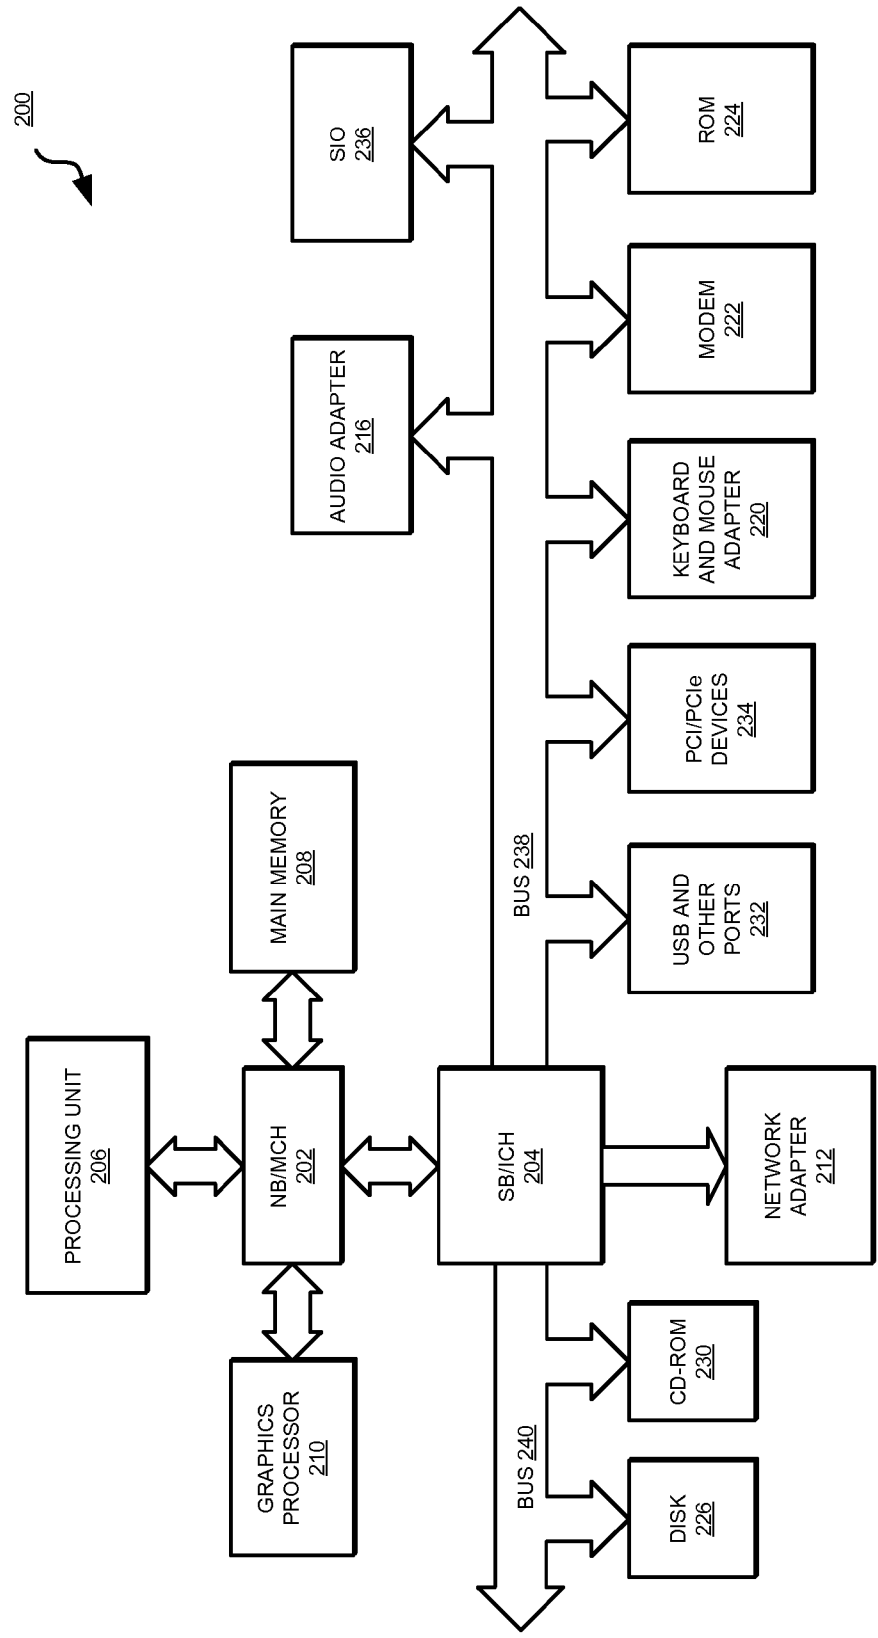 200
PROCESSING UNIT
206
GRAPHICS
PROCESSOR
210
NB/MCH
202
MAIN MEMORY
208
AUDIO ADAPTER
216
SIO
236
SB/ICH
204
BUS 240
BUS 238
DISK
226
CD-ROM
230
NETWORK
ADAPTER
212
USB AND
OTHER
PORTS
232
PCI/PCIe
DEVICES
234
KEYBOARD
AND MOUSE
ADAPTER
220
MODEM
222
ROM
224